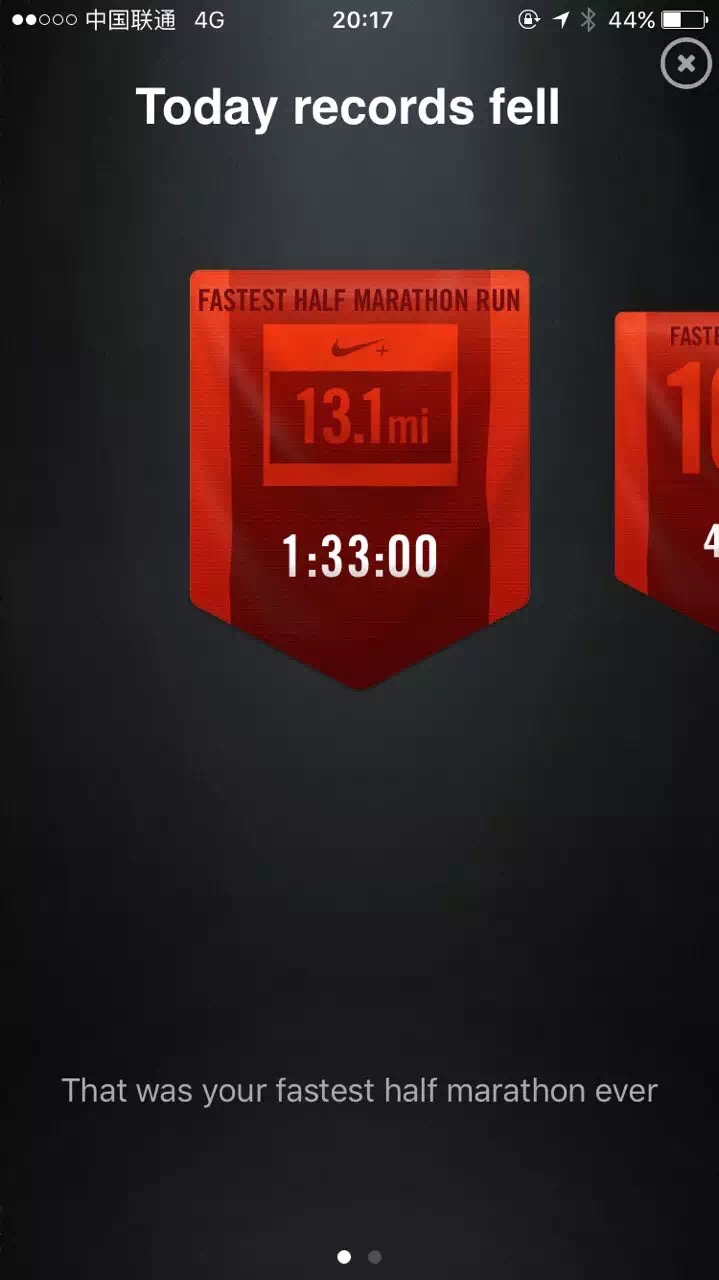 中国联通 4G 20:17 44%
Today records fell
FASTEST HALF MARATHON RUN
13.1mi
1:33:00
That was your fastest half marathon ever